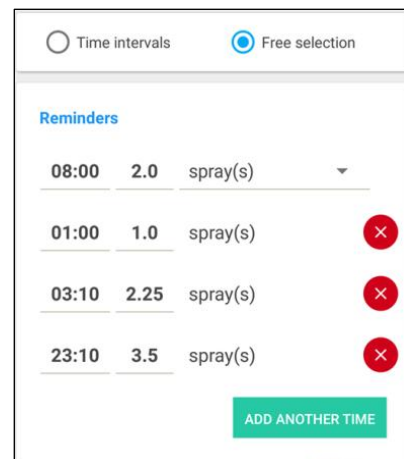 Time intervals Free selection
Reminders
08:00 2.0 spray(s)
01:00 1.0 spray(s)
03:10 2.25 spray(s)
23:10 3.5 spray(s)
ADD ANOTHER TIME